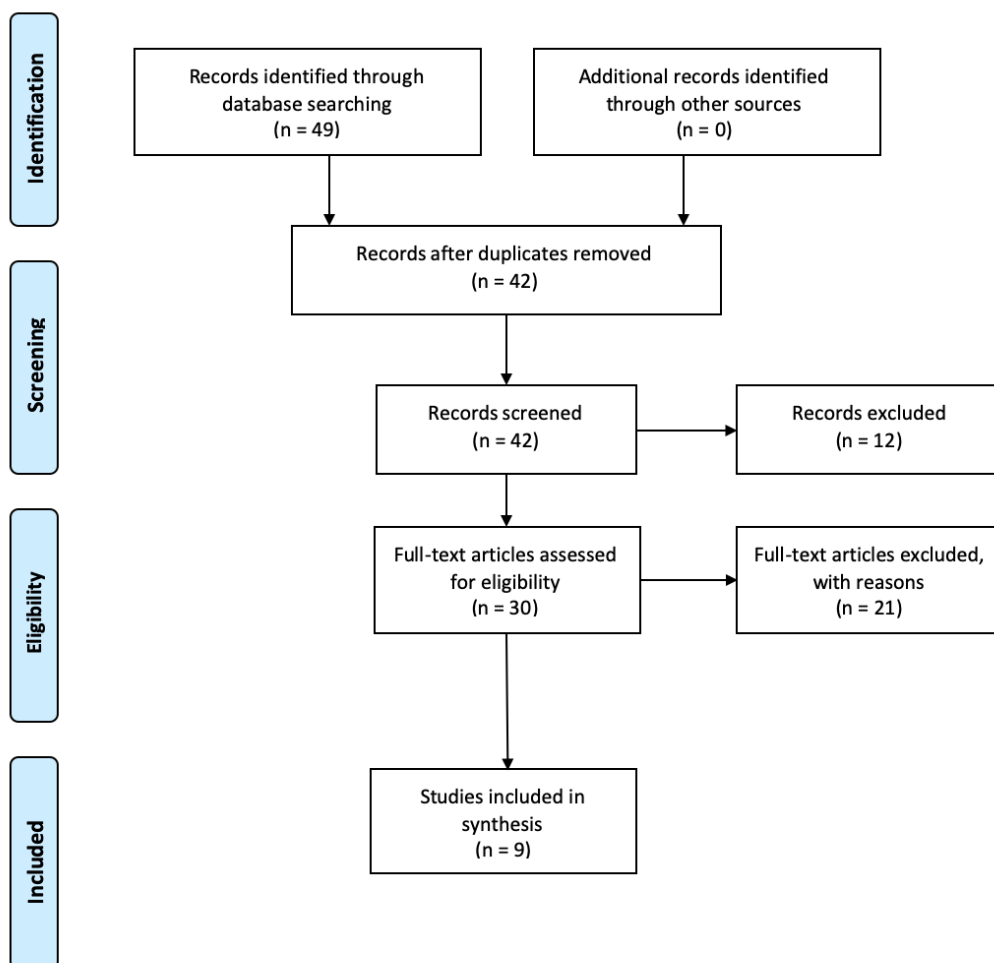 Identification
Records identified through
database searching
(n = 49)
Additional records identified
through other sources
(n = 0)
Records after duplicates removed
(n = 42)
Screening
Records screened
(n = 42)
Records excluded
(n = 12)
Eligibility
Full-text articles assessed
for eligibility
(n = 30)
Full-text articles excluded,
with reasons
(n = 21)
Included
Studies included in
synthesis
(n = 9)